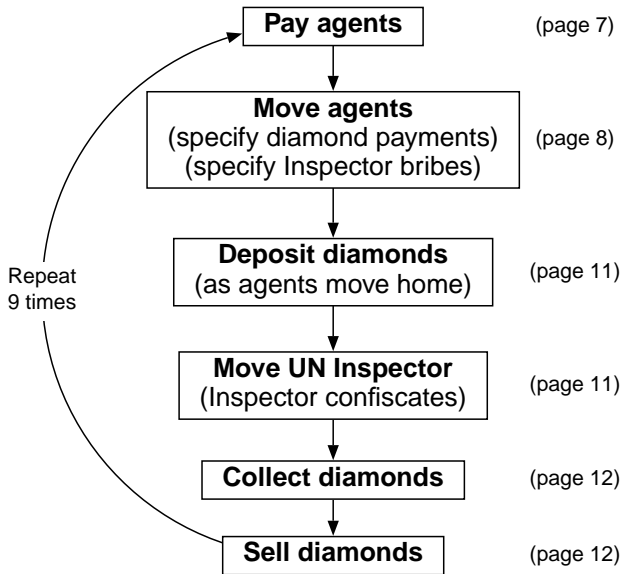 Pay agents (page 7)
Move agents
(specify diamond payments) (page 8)
(specify Inspector bribes)
Deposit diamonds
(as agents move home) (page 11)
Repeat
9 times
Move UN Inspector
(Inspector confiscates) (page 11)
Collect diamonds (page 12)
Sell diamonds (page 12)